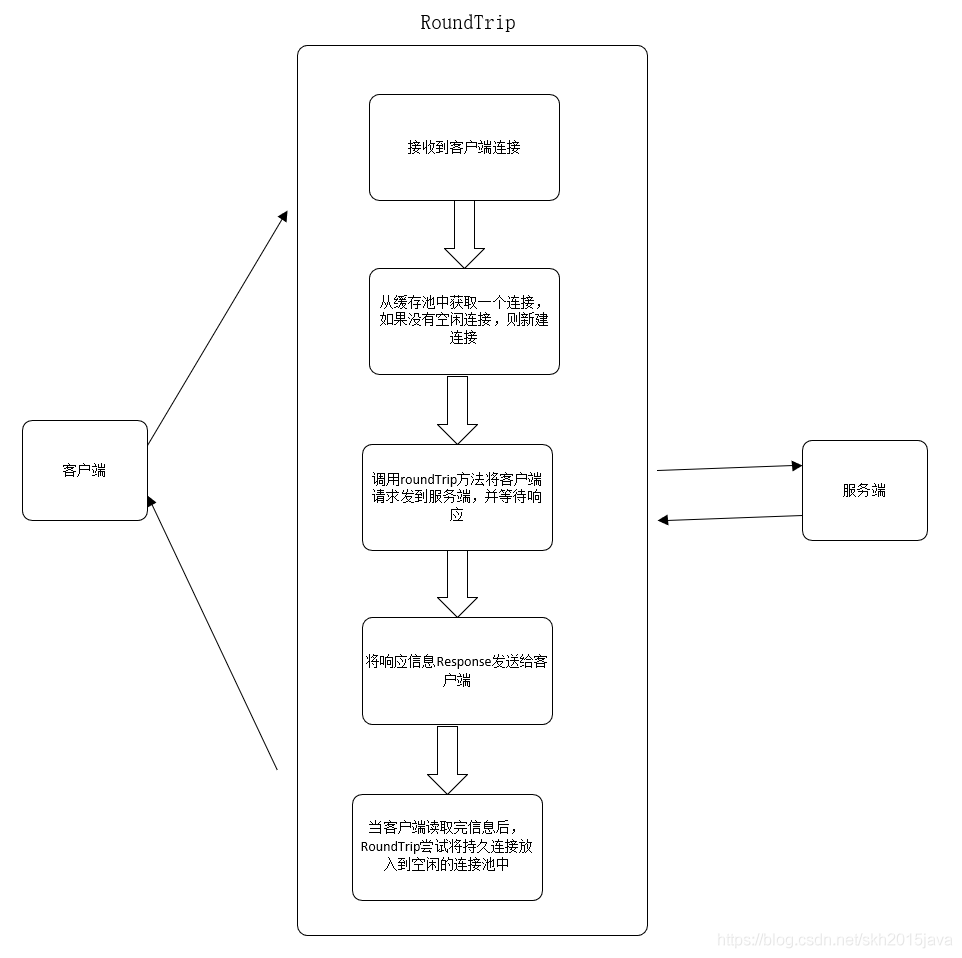 RoundTrip
接收到客户端连接
从缓存池中获取一个连接，
如果没有空闲连接，则新建
连接
客户端
调用roundTrip方法将客户端
请求发到服务端，并等待响
应
服务端
将响应信息Response发送给客
户端
当客户端读取完信息后，
RoundTrip尝试将持久连接放
入到空闲的连接池中
https://blog.csdn.net/skh2015java